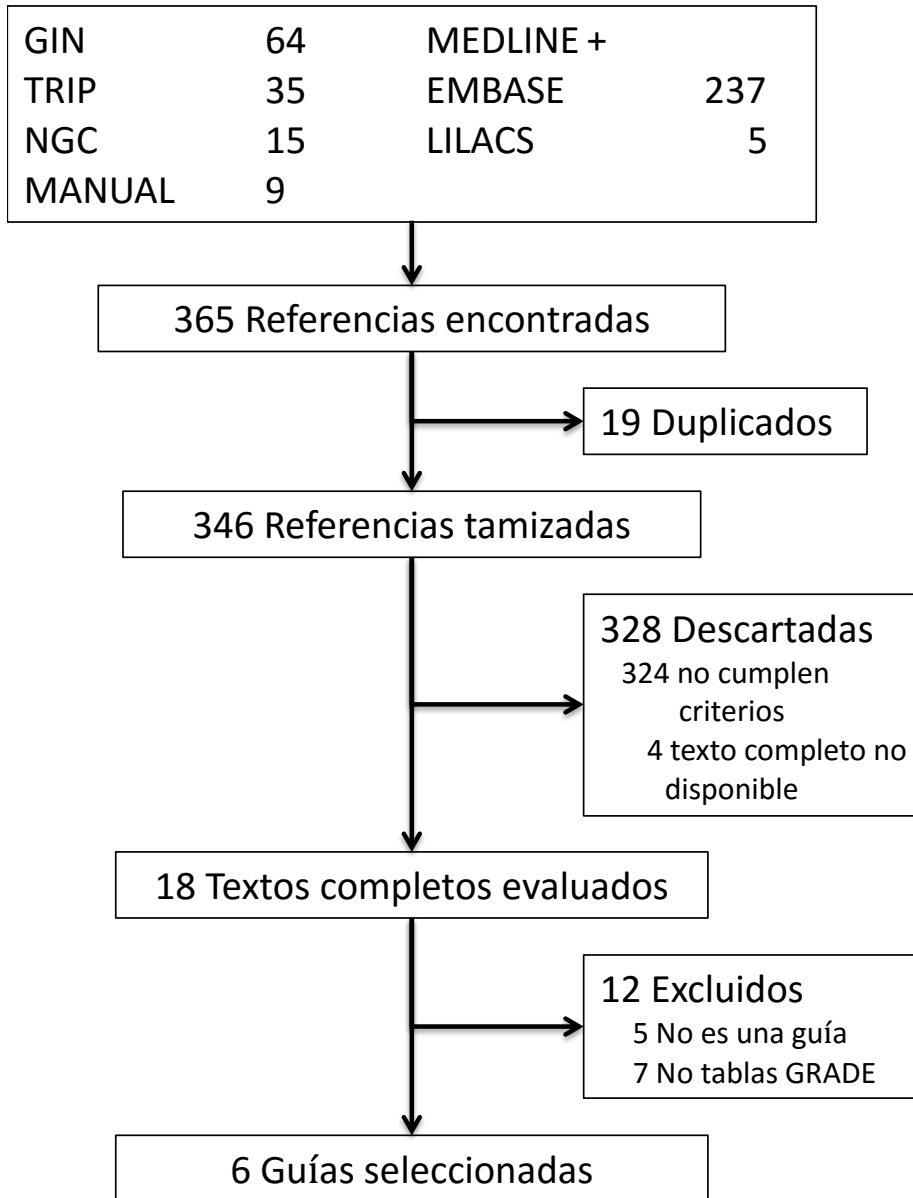 GIN 64 MEDLINE +
TRIP 35 EMBASE 237
NGC 15 LILACS 5
MANUAL 9
365 Referencias encontradas
19 Duplicados
346 Referencias tamizadas
328 Descartadas
324 no cumplen
criterios
4 texto completo no
disponible
18 Textos completos evaluados
12 Excluidos
5 No es una guía
7 No tablas GRADE
6 Guías seleccionadas